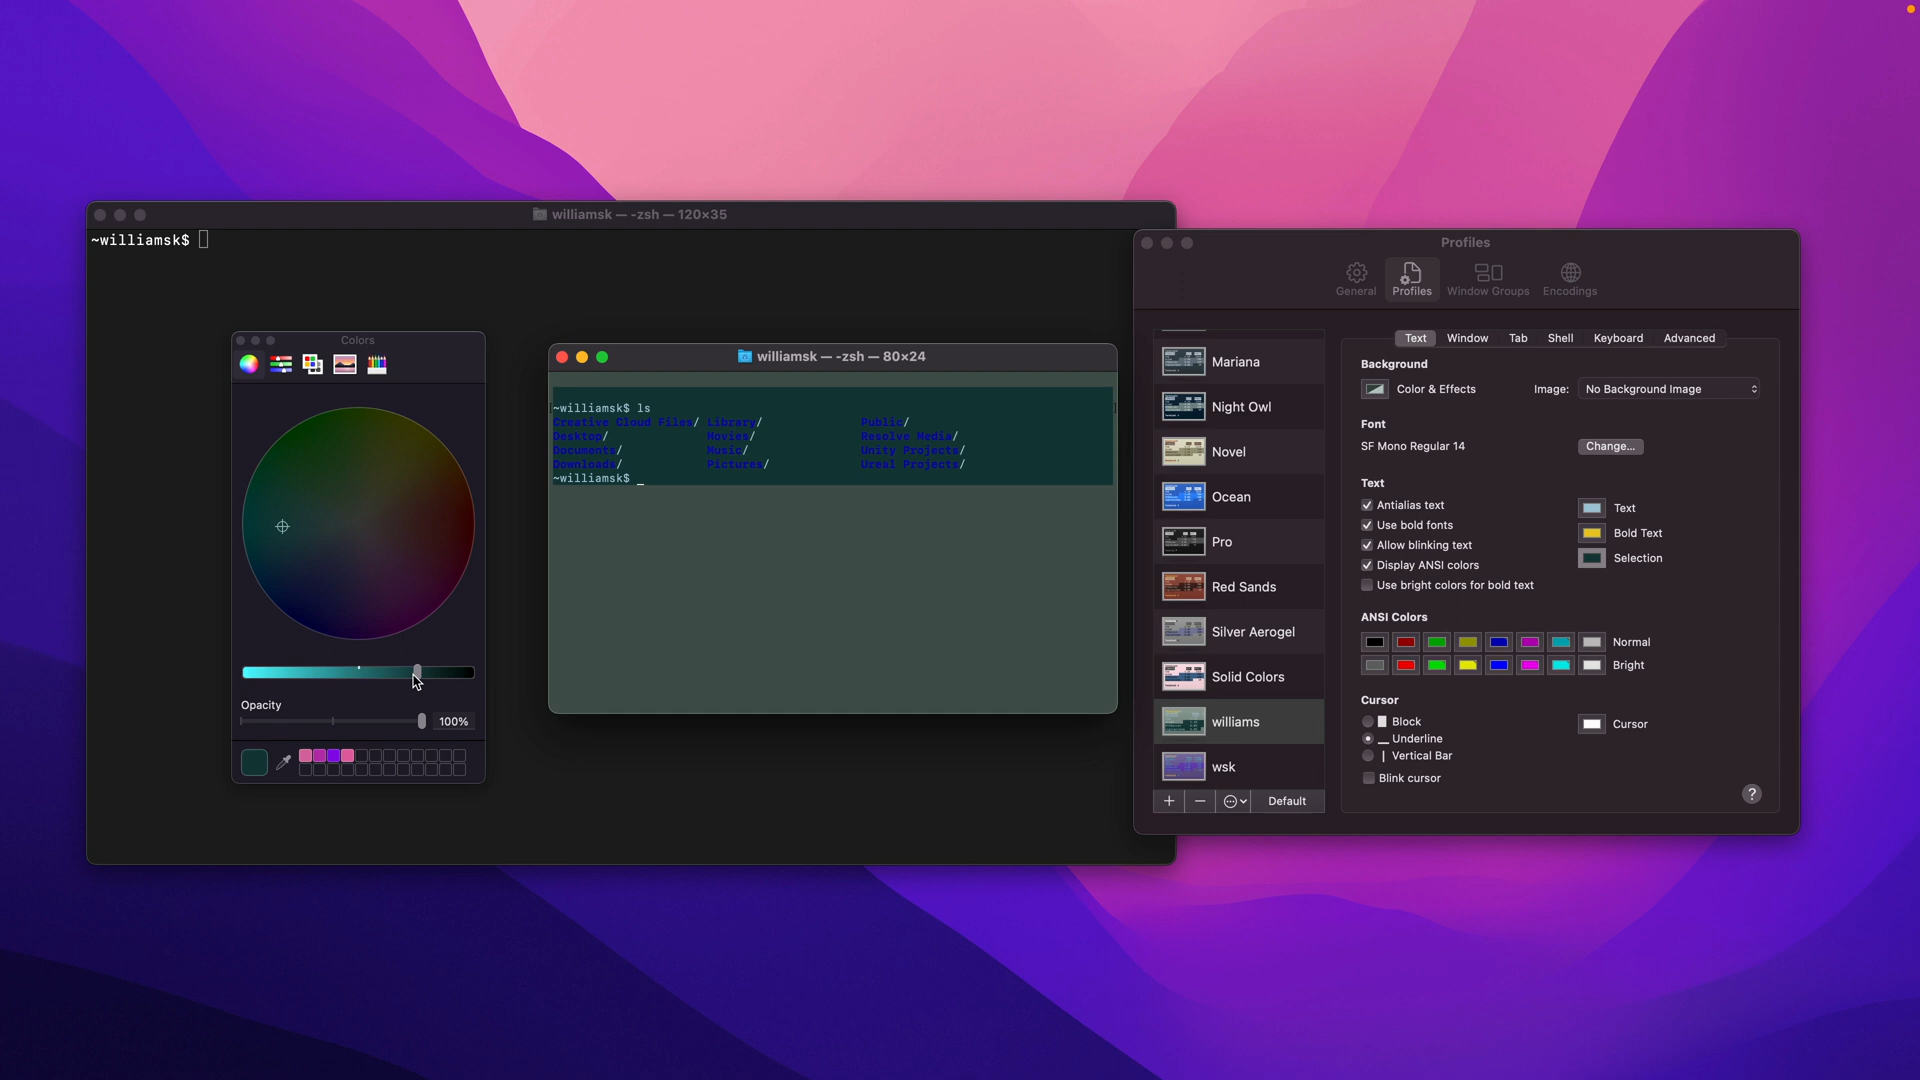 williamsk — -zsh — 120×35
~williamsk$
Colors
Opacity
100%
williamsk — -zsh — 80×24
~williamsk$ ls
Creative Cloud Files/ Library/ Public/
Desktop/ Movies/ Resolve Media/
Documents/ Music/ Unity Projects/
Downloads/ Pictures/ Ureal Projects/
~williamsk$ _
Profiles
General Profiles Window Groups Encodings
Mariana
Night Owl
Novel
Ocean
Pro
Red Sands
Silver Aerogel
Solid Colors
williams
wsk
+ − Default
Text Window Tab Shell Keyboard Advanced
Background
Color & Effects Image: No Background Image
Font
SF Mono Regular 14 Change...
Text
Antialias text
Use bold fonts
Allow blinking text
Display ANSI colors
Use bright colors for bold text
Text
Bold Text
Selection
ANSI Colors
Normal
Bright
Cursor
Block
Underline
Vertical Bar
Blink cursor
Cursor
?